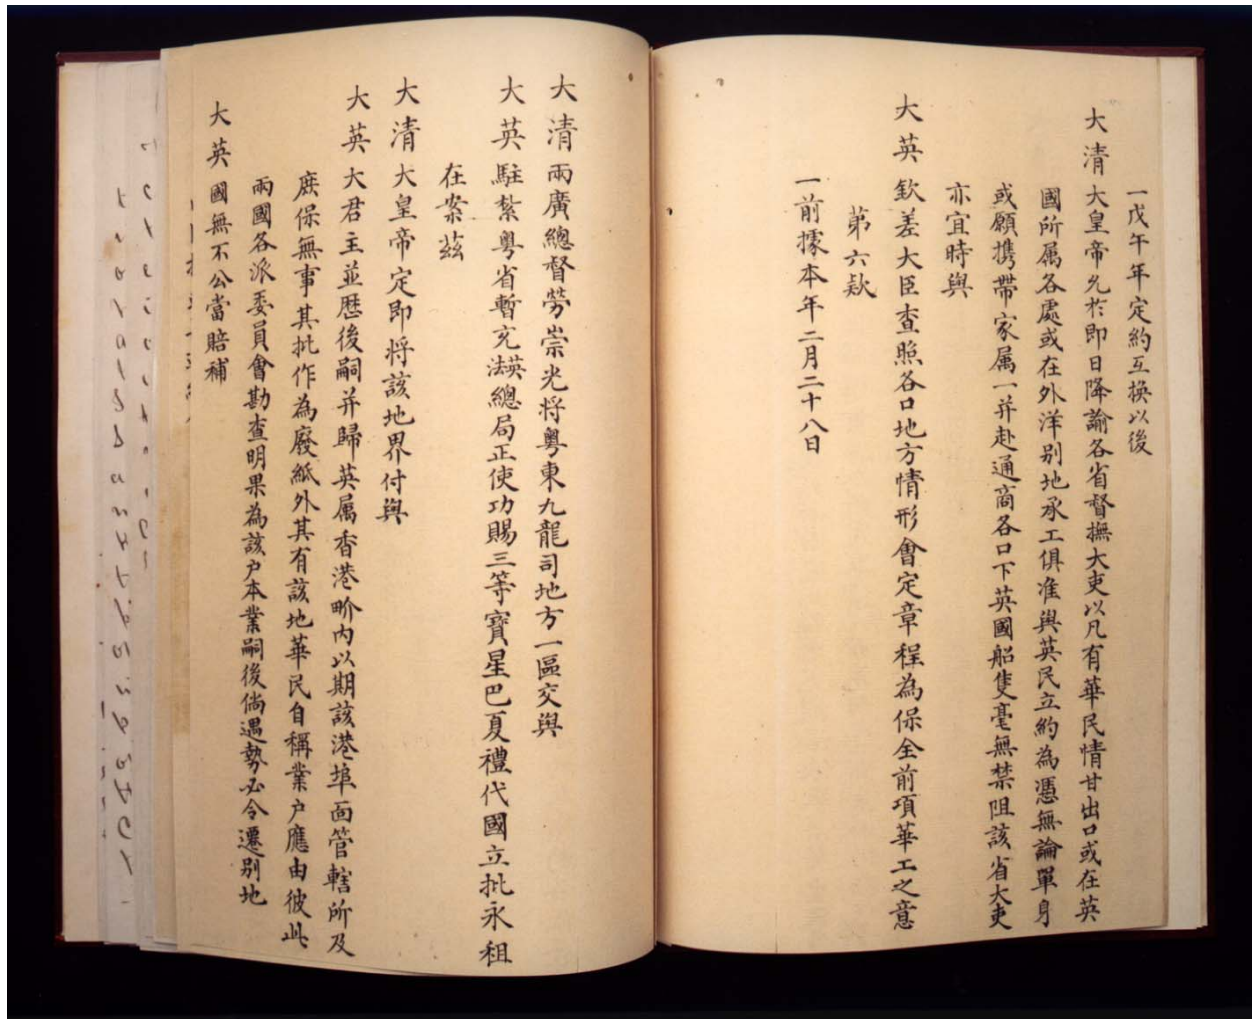 一戊午年定約互換以後
大清大皇帝允於即日降諭各省督撫大吏以凡有華民情甘出口或在英
國所属各處或在外洋别地承工俱准與英民立約為憑無論單身
或願携帶家属一并赴通商各口下英國船隻毫無禁阻該省大吏
亦宜時與
大英欽差大臣查照各口地方情形會定章程為保全前項華工之意
第六欵
一前據本年二月二十八日
大清兩廣總督勞崇光将粤東九龍司地方一區交與
大英駐紮粤省暫充英法總局正使功賜三等寶星巴夏禮代國立批永租
在案兹
大清大皇帝定即将該地界付與
大英大君主並歷後嗣并歸英属香港界内以期該港埠面管轄所及
庶保無事其批作為廢紙外其有該地華民自稱業户應由彼此
兩國各派委員會勘查明果為該户本業嗣後倘遇勢必令遷别地
大英國無不公當賠補